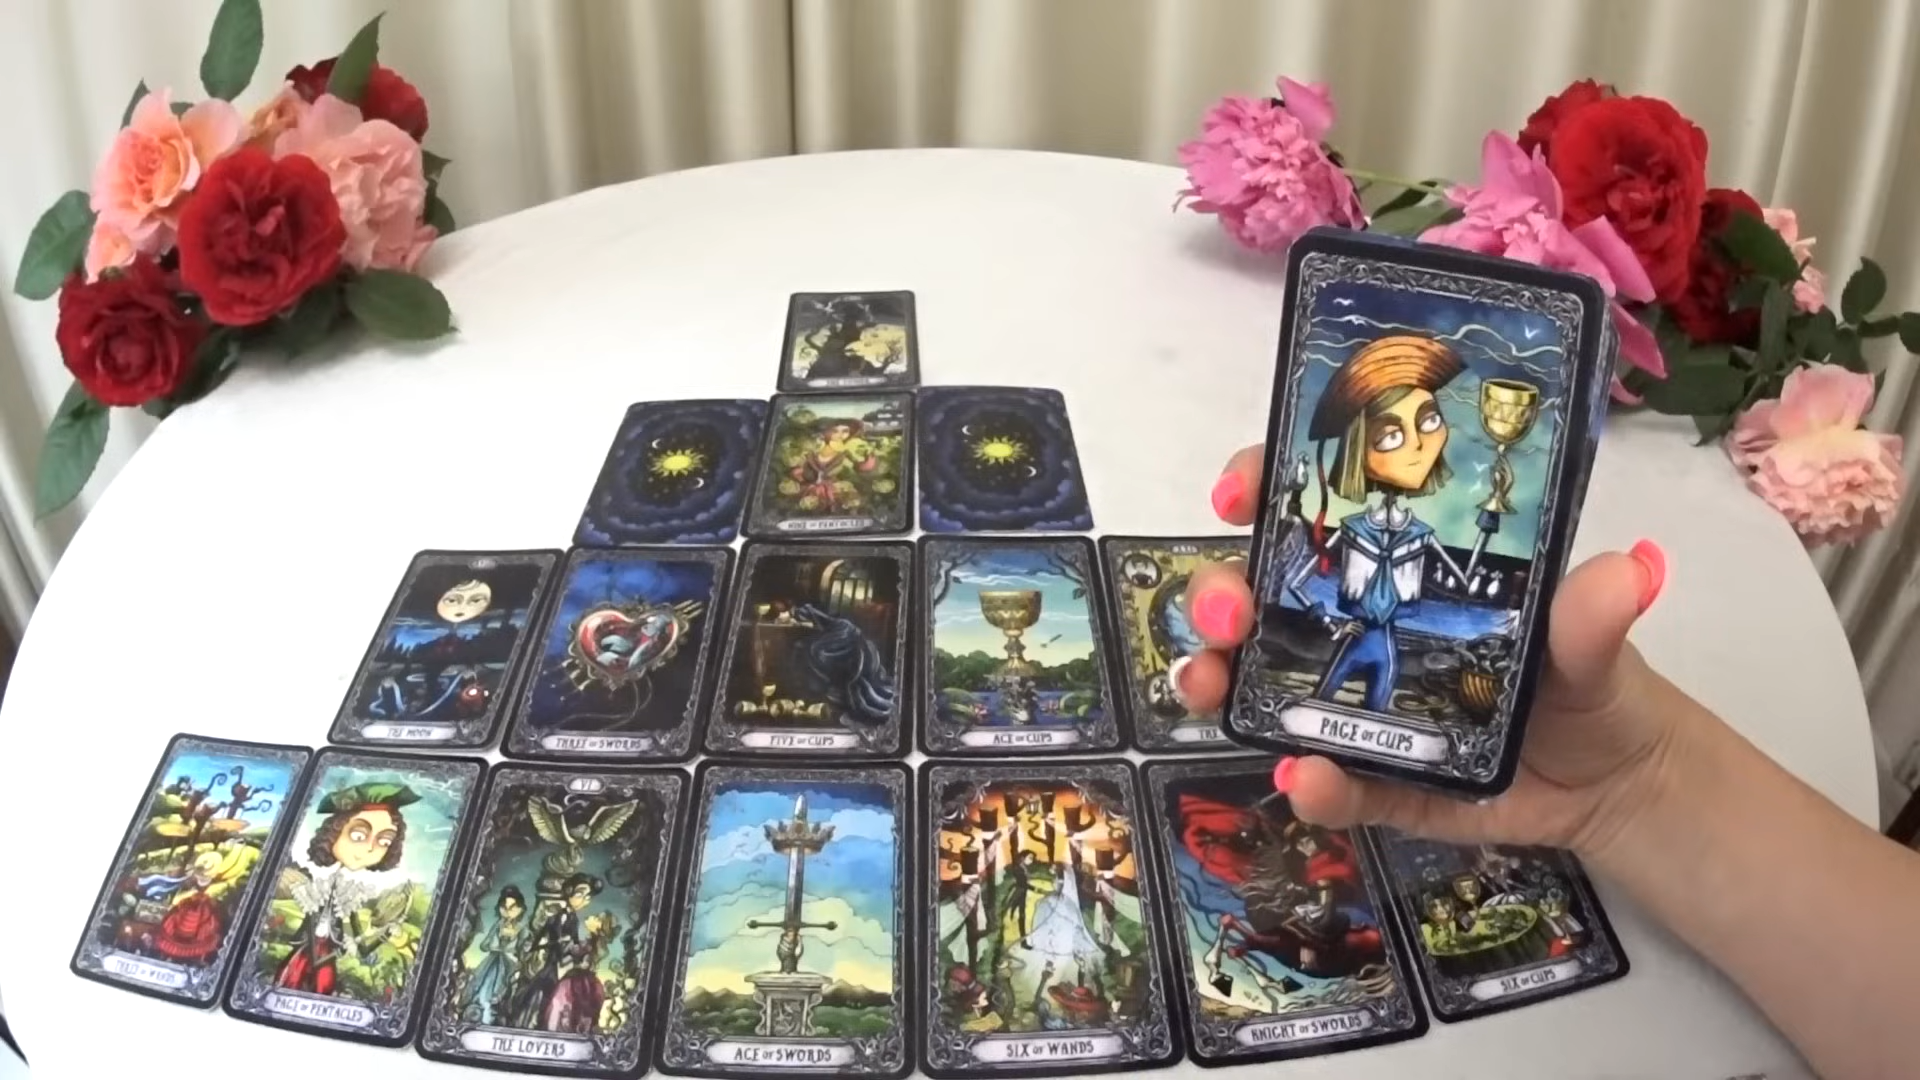 NINE OF PENTACLES
THE MOON
THREE OF SWORDS
FIVE OF CUPS
ACE OF CUPS
THE
PAGE OF CUPS
THREE OF WANDS
PAGE OF PENTACLES
VI
THE LOVERS
ACE OF SWORDS
SIX OF WANDS
KNIGHT OF SWORDS
SIX OF CUPS